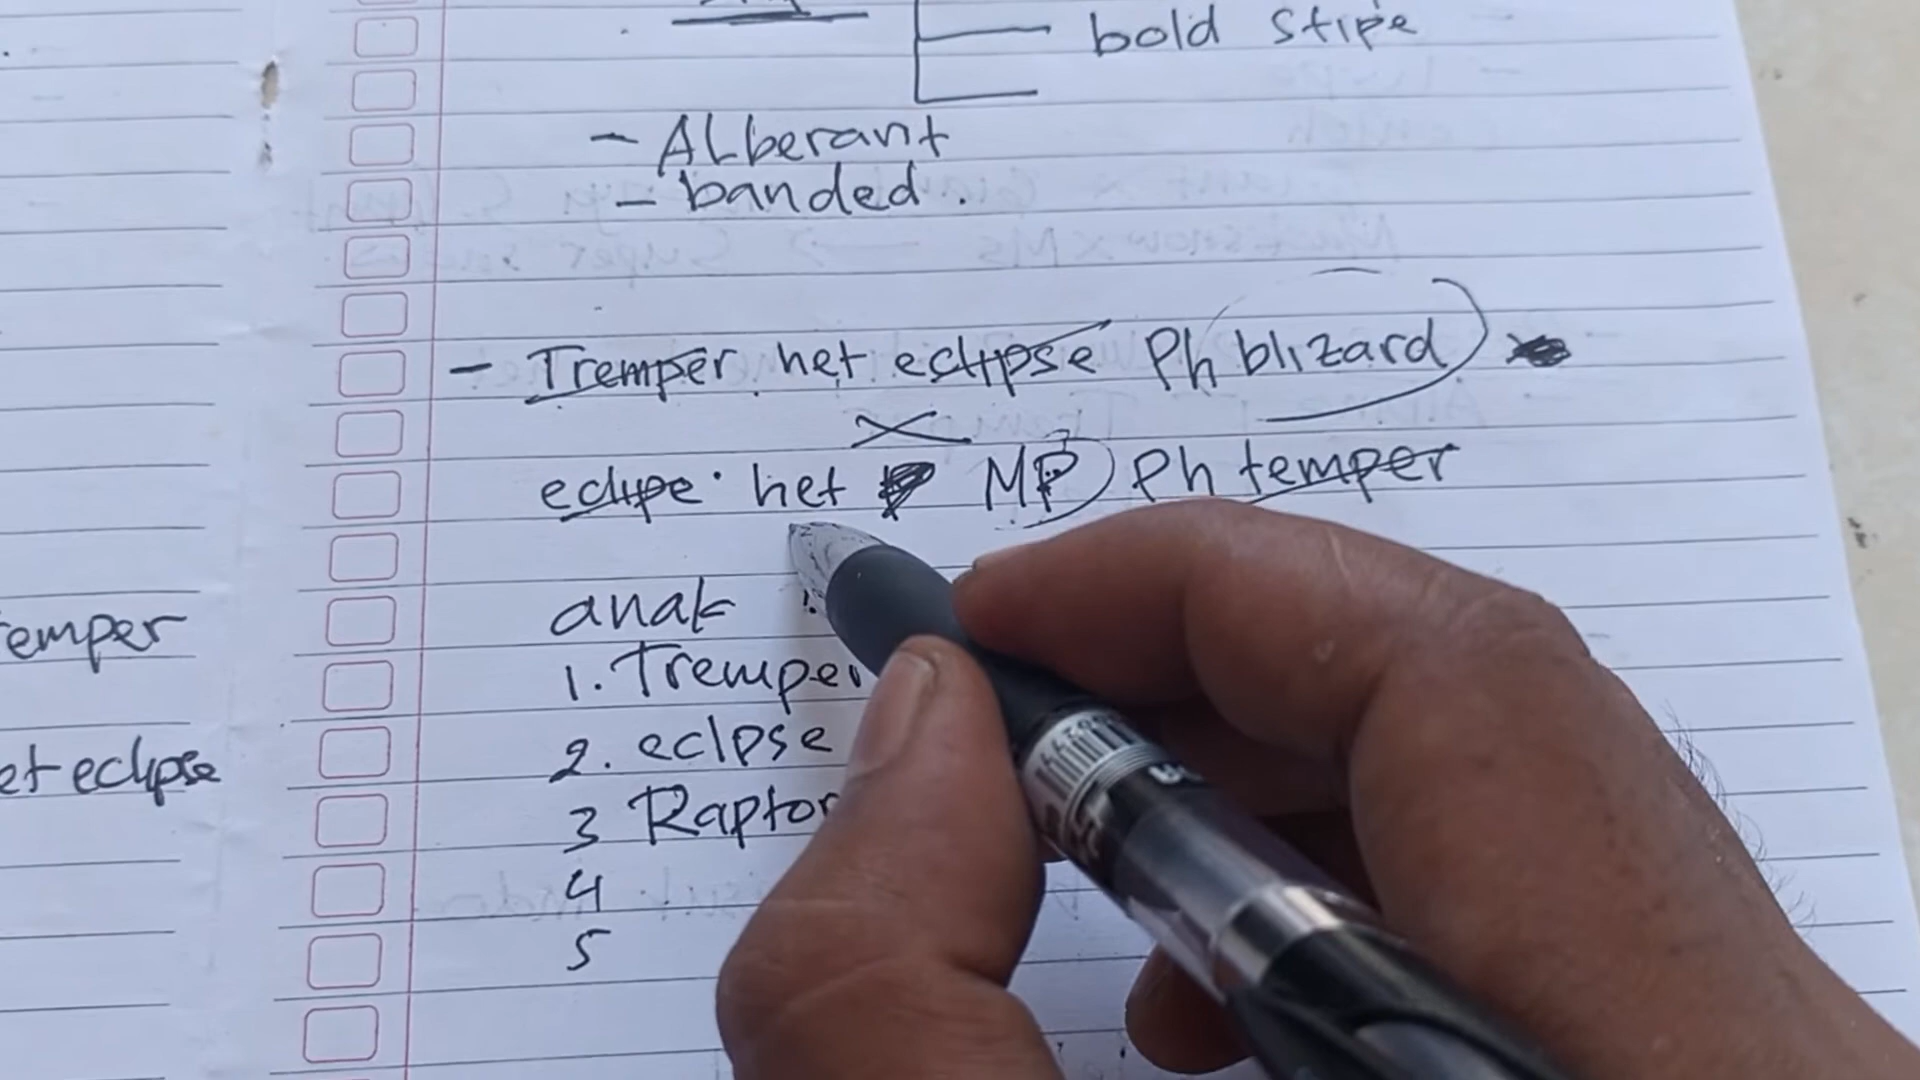 bold stipe
- ALberant
- banded.
- Tremper het eclipse Ph blizard
X
eclipe het MP Ph temper
anak :
1. Tremper
2. eclpse
3 Raptor
4
5
emper
et eclipse